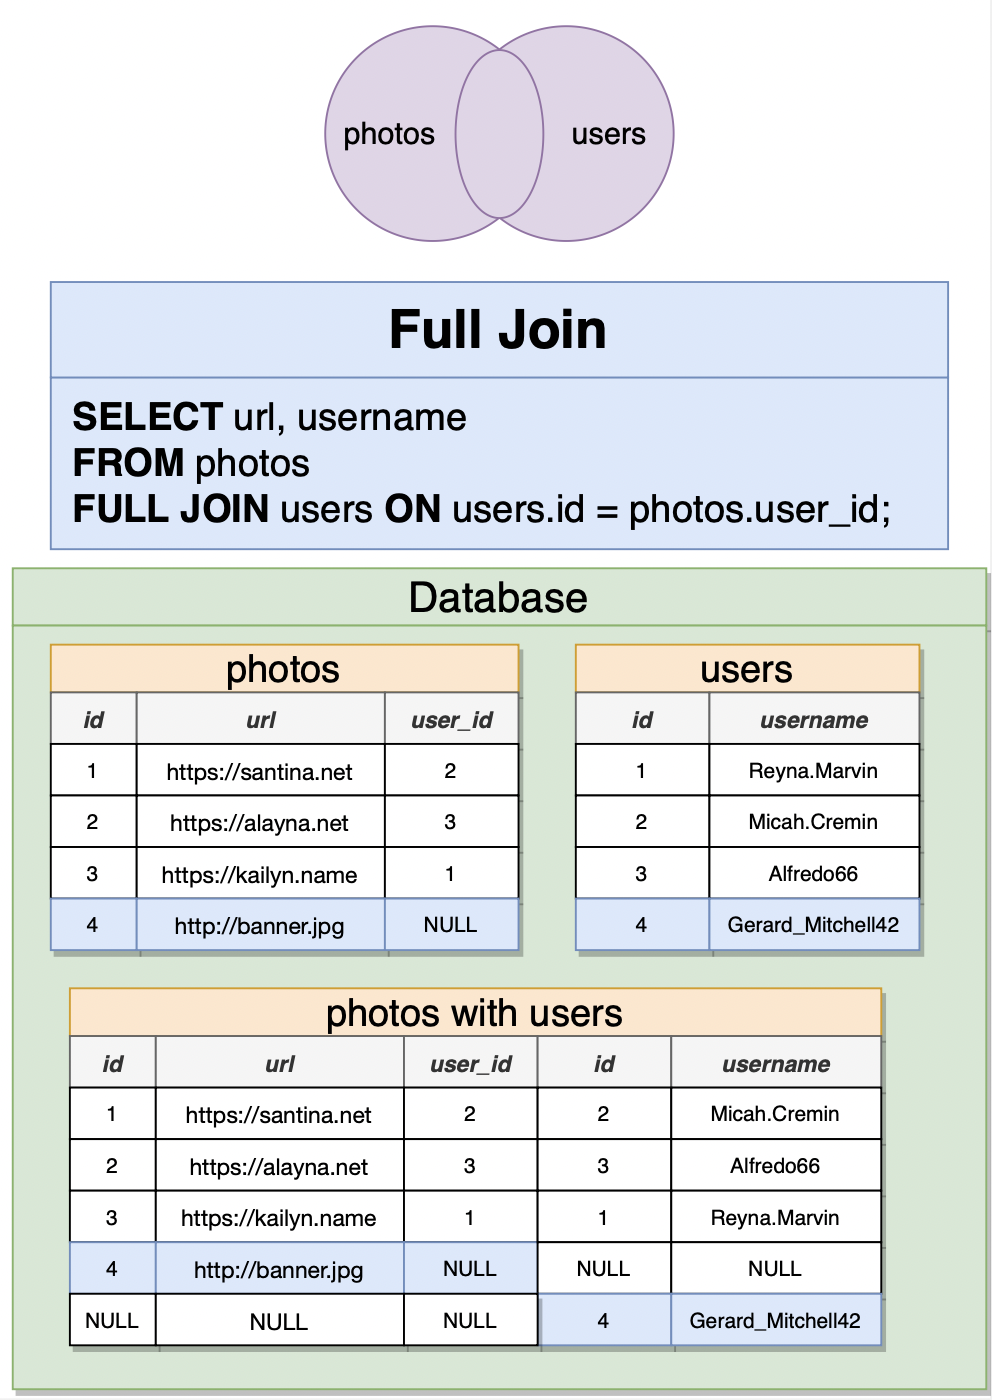 photos users
Full Join
SELECT url, username
FROM photos
FULL JOIN users ON users.id = photos.user_id;
Database
photos
id url user_id
1 https://santina.net 2
2 https://alayna.net 3
3 https://kailyn.name 1
4 http://banner.jpg NULL
users
id username
1 Reyna.Marvin
2 Micah.Cremin
3 Alfredo66
4 Gerard_Mitchell42
photos with users
id url user_id id username
1 https://santina.net 2 2 Micah.Cremin
2 https://alayna.net 3 3 Alfredo66
3 https://kailyn.name 1 1 Reyna.Marvin
4 http://banner.jpg NULL NULL NULL
NULL NULL NULL 4 Gerard_Mitchell42